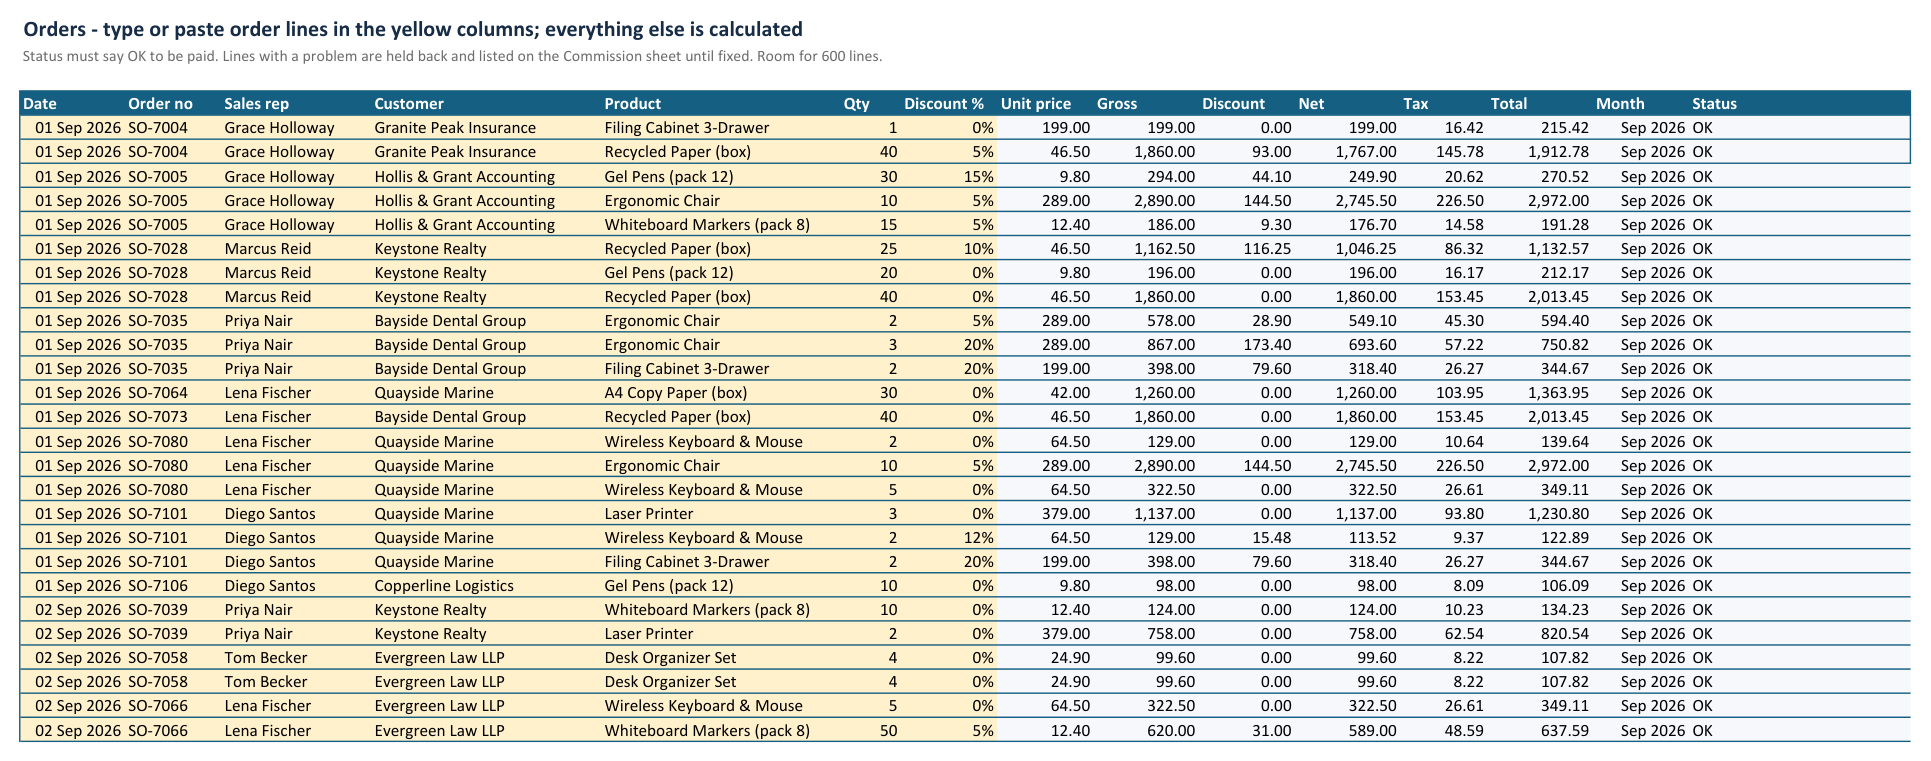 Orders - type or paste order lines in the yellow columns; everything else is calculated
Status must say OK to be paid. Lines with a problem are held back and listed on the Commission sheet until fixed. Room for 600 lines.
Date Order no Sales rep Customer Product Qty Discount % Unit price Gross Discount Net Tax Total Month Status
01 Sep 2026 SO-7004 Grace Holloway Granite Peak Insurance Filing Cabinet 3-Drawer 1 0% 199.00 199.00 0.00 199.00 16.42 215.42 Sep 2026 OK
01 Sep 2026 SO-7004 Grace Holloway Granite Peak Insurance Recycled Paper (box) 40 5% 46.50 1,860.00 93.00 1,767.00 145.78 1,912.78 Sep 2026 OK
01 Sep 2026 SO-7005 Grace Holloway Hollis & Grant Accounting Gel Pens (pack 12) 30 15% 9.80 294.00 44.10 249.90 20.62 270.52 Sep 2026 OK
01 Sep 2026 SO-7005 Grace Holloway Hollis & Grant Accounting Ergonomic Chair 10 5% 289.00 2,890.00 144.50 2,745.50 226.50 2,972.00 Sep 2026 OK
01 Sep 2026 SO-7005 Grace Holloway Hollis & Grant Accounting Whiteboard Markers (pack 8) 15 5% 12.40 186.00 9.30 176.70 14.58 191.28 Sep 2026 OK
01 Sep 2026 SO-7028 Marcus Reid Keystone Realty Recycled Paper (box) 25 10% 46.50 1,162.50 116.25 1,046.25 86.32 1,132.57 Sep 2026 OK
01 Sep 2026 SO-7028 Marcus Reid Keystone Realty Gel Pens (pack 12) 20 0% 9.80 196.00 0.00 196.00 16.17 212.17 Sep 2026 OK
01 Sep 2026 SO-7028 Marcus Reid Keystone Realty Recycled Paper (box) 40 0% 46.50 1,860.00 0.00 1,860.00 153.45 2,013.45 Sep 2026 OK
01 Sep 2026 SO-7035 Priya Nair Bayside Dental Group Ergonomic Chair 2 5% 289.00 578.00 28.90 549.10 45.30 594.40 Sep 2026 OK
01 Sep 2026 SO-7035 Priya Nair Bayside Dental Group Ergonomic Chair 3 20% 289.00 867.00 173.40 693.60 57.22 750.82 Sep 2026 OK
01 Sep 2026 SO-7035 Priya Nair Bayside Dental Group Filing Cabinet 3-Drawer 2 20% 199.00 398.00 79.60 318.40 26.27 344.67 Sep 2026 OK
01 Sep 2026 SO-7064 Lena Fischer Quayside Marine A4 Copy Paper (box) 30 0% 42.00 1,260.00 0.00 1,260.00 103.95 1,363.95 Sep 2026 OK
01 Sep 2026 SO-7073 Lena Fischer Bayside Dental Group Recycled Paper (box) 40 0% 46.50 1,860.00 0.00 1,860.00 153.45 2,013.45 Sep 2026 OK
01 Sep 2026 SO-7080 Lena Fischer Quayside Marine Wireless Keyboard & Mouse 2 0% 64.50 129.00 0.00 129.00 10.64 139.64 Sep 2026 OK
01 Sep 2026 SO-7080 Lena Fischer Quayside Marine Ergonomic Chair 10 5% 289.00 2,890.00 144.50 2,745.50 226.50 2,972.00 Sep 2026 OK
01 Sep 2026 SO-7080 Lena Fischer Quayside Marine Wireless Keyboard & Mouse 5 0% 64.50 322.50 0.00 322.50 26.61 349.11 Sep 2026 OK
01 Sep 2026 SO-7101 Diego Santos Quayside Marine Laser Printer 3 0% 379.00 1,137.00 0.00 1,137.00 93.80 1,230.80 Sep 2026 OK
01 Sep 2026 SO-7101 Diego Santos Quayside Marine Wireless Keyboard & Mouse 2 12% 64.50 129.00 15.48 113.52 9.37 122.89 Sep 2026 OK
01 Sep 2026 SO-7101 Diego Santos Quayside Marine Filing Cabinet 3-Drawer 2 20% 199.00 398.00 79.60 318.40 26.27 344.67 Sep 2026 OK
01 Sep 2026 SO-7106 Diego Santos Copperline Logistics Gel Pens (pack 12) 10 0% 9.80 98.00 0.00 98.00 8.09 106.09 Sep 2026 OK
02 Sep 2026 SO-7039 Priya Nair Keystone Realty Whiteboard Markers (pack 8) 10 0% 12.40 124.00 0.00 124.00 10.23 134.23 Sep 2026 OK
02 Sep 2026 SO-7039 Priya Nair Keystone Realty Laser Printer 2 0% 379.00 758.00 0.00 758.00 62.54 820.54 Sep 2026 OK
02 Sep 2026 SO-7058 Tom Becker Evergreen Law LLP Desk Organizer Set 4 0% 24.90 99.60 0.00 99.60 8.22 107.82 Sep 2026 OK
02 Sep 2026 SO-7058 Tom Becker Evergreen Law LLP Desk Organizer Set 4 0% 24.90 99.60 0.00 99.60 8.22 107.82 Sep 2026 OK
02 Sep 2026 SO-7066 Lena Fischer Evergreen Law LLP Wireless Keyboard & Mouse 5 0% 64.50 322.50 0.00 322.50 26.61 349.11 Sep 2026 OK
02 Sep 2026 SO-7066 Lena Fischer Evergreen Law LLP Whiteboard Markers (pack 8) 50 5% 12.40 620.00 31.00 589.00 48.59 637.59 Sep 2026 OK